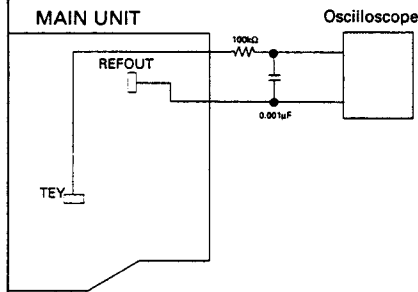 MAIN UNIT
Oscilloscope
100kΩ
REFOUT
0.001μF
TEY